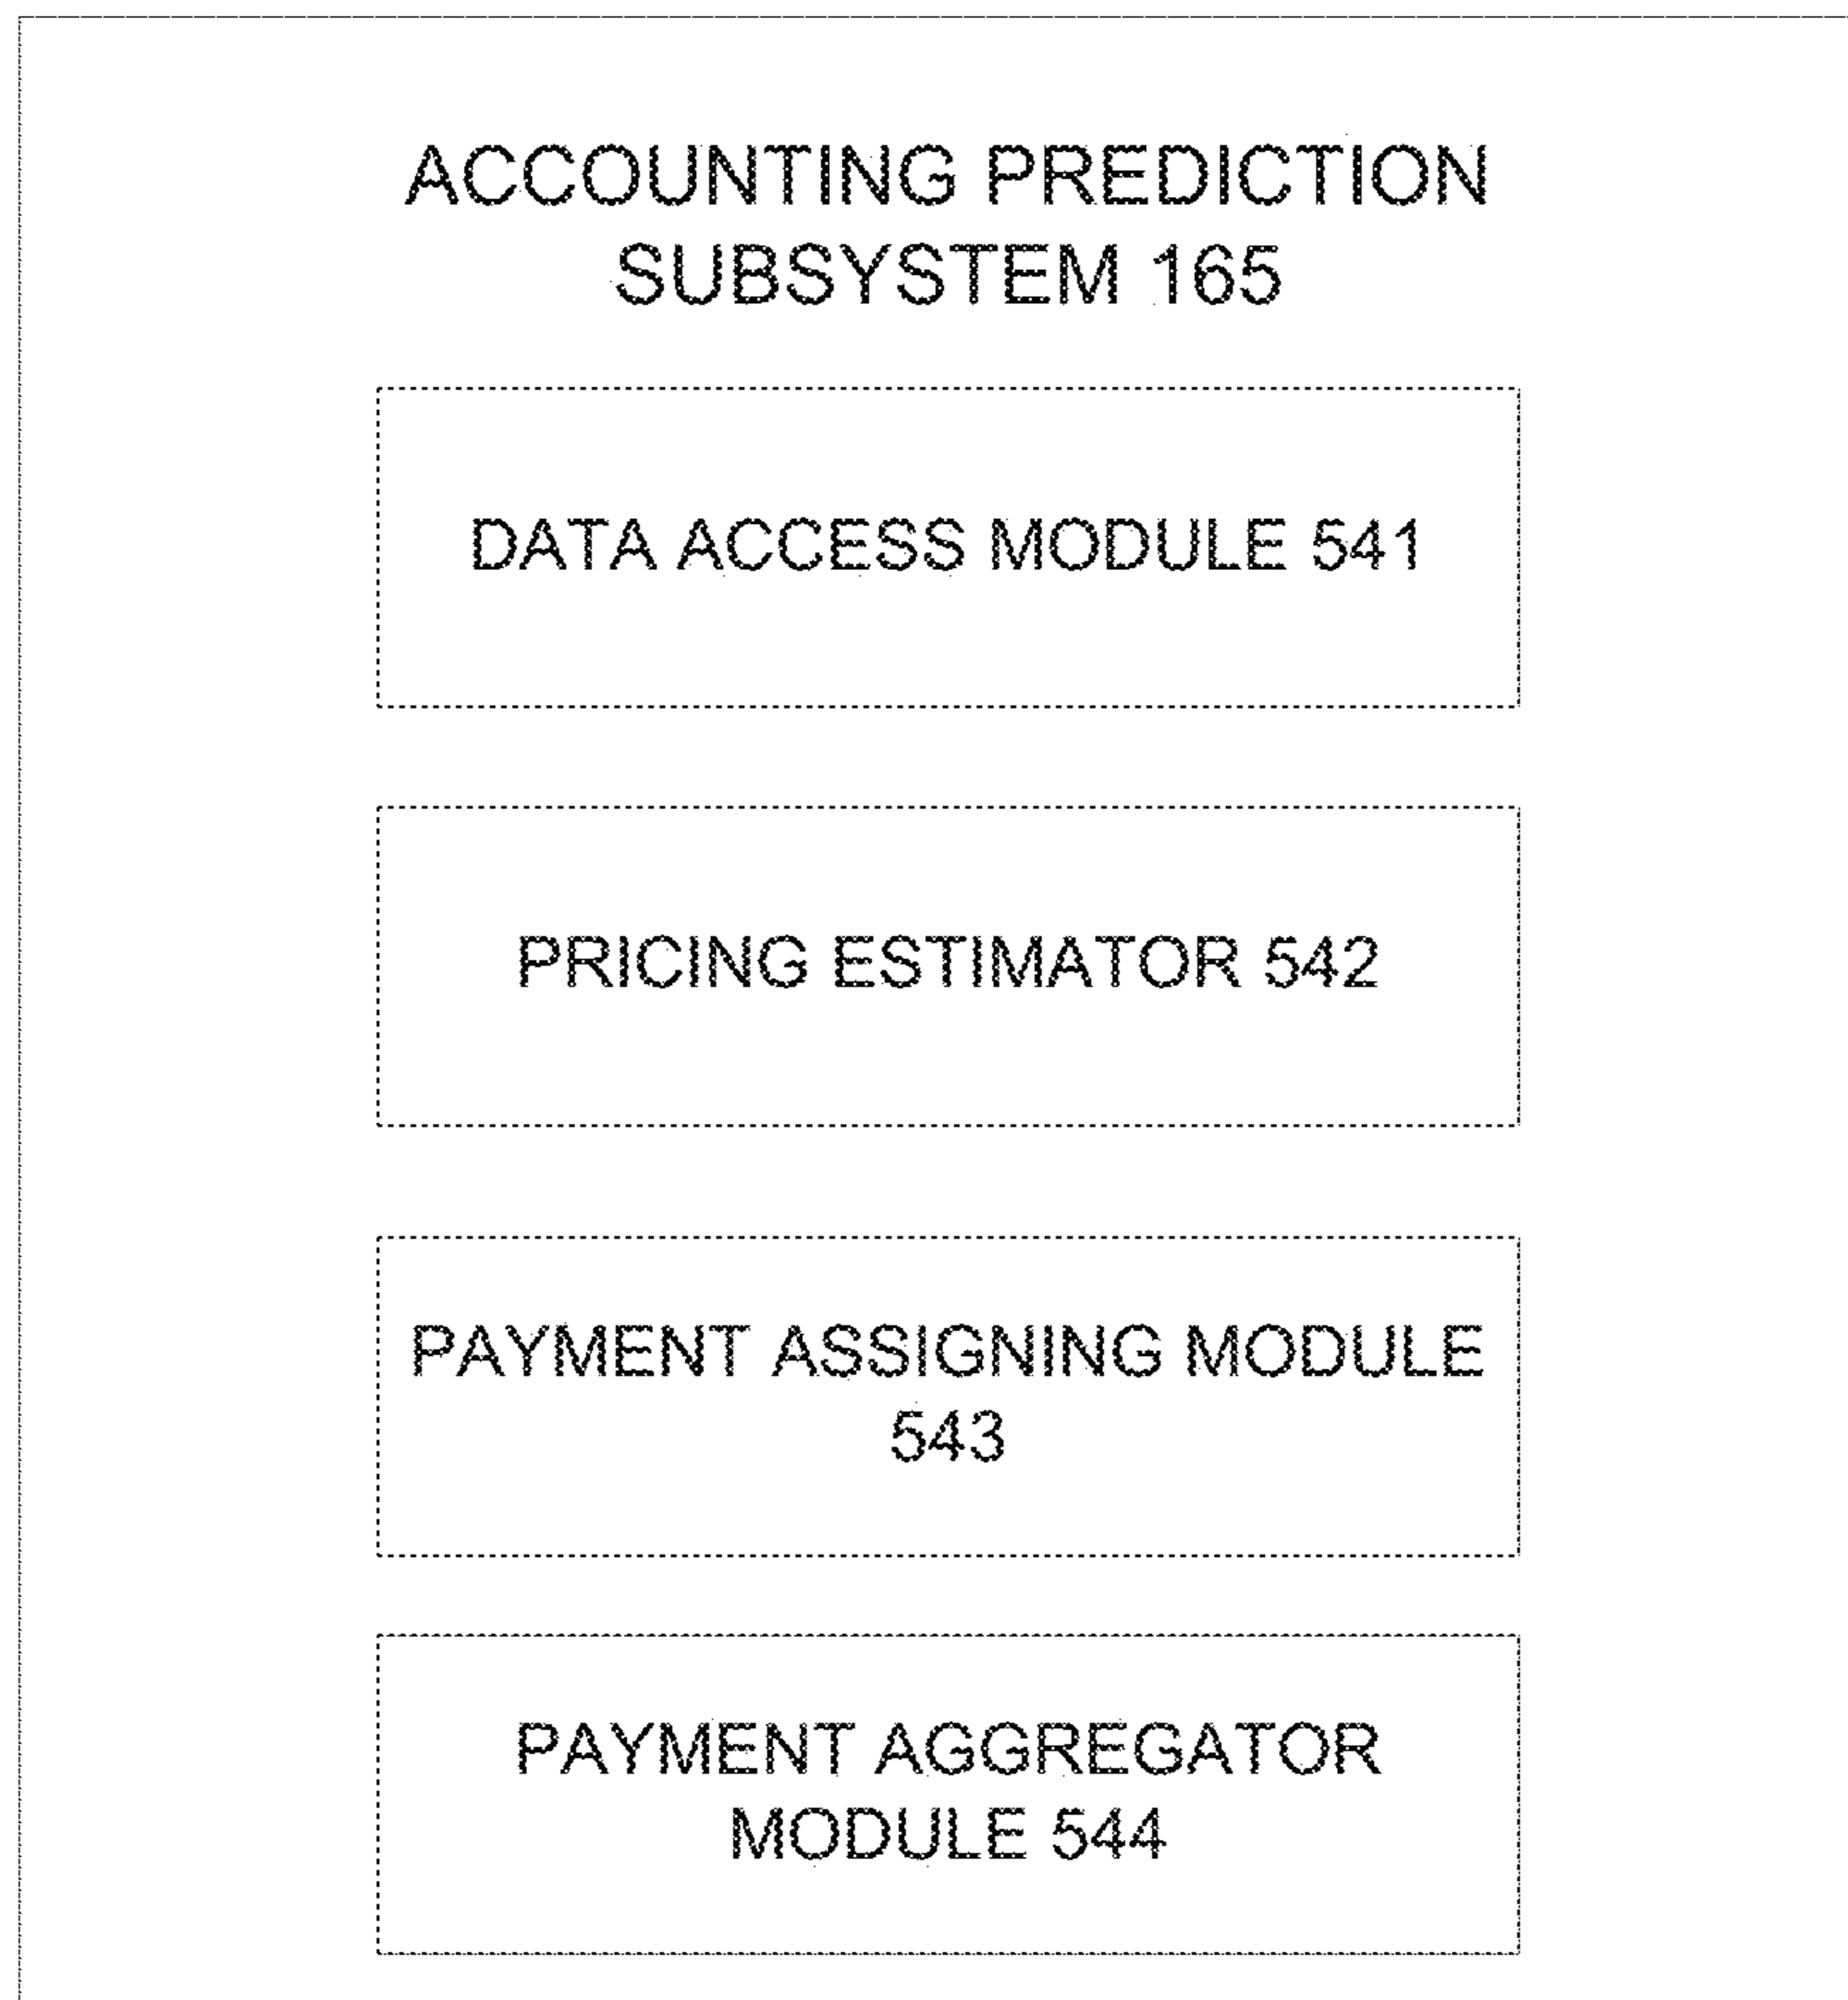 ACCOUNTING PREDICTION
SUBSYSTEM 165
DATA ACCESS MODULE 541
PRICING ESTIMATOR 542
PAYMENT ASSIGNING MODULE
543
PAYMENT AGGREGATOR
MODULE 544